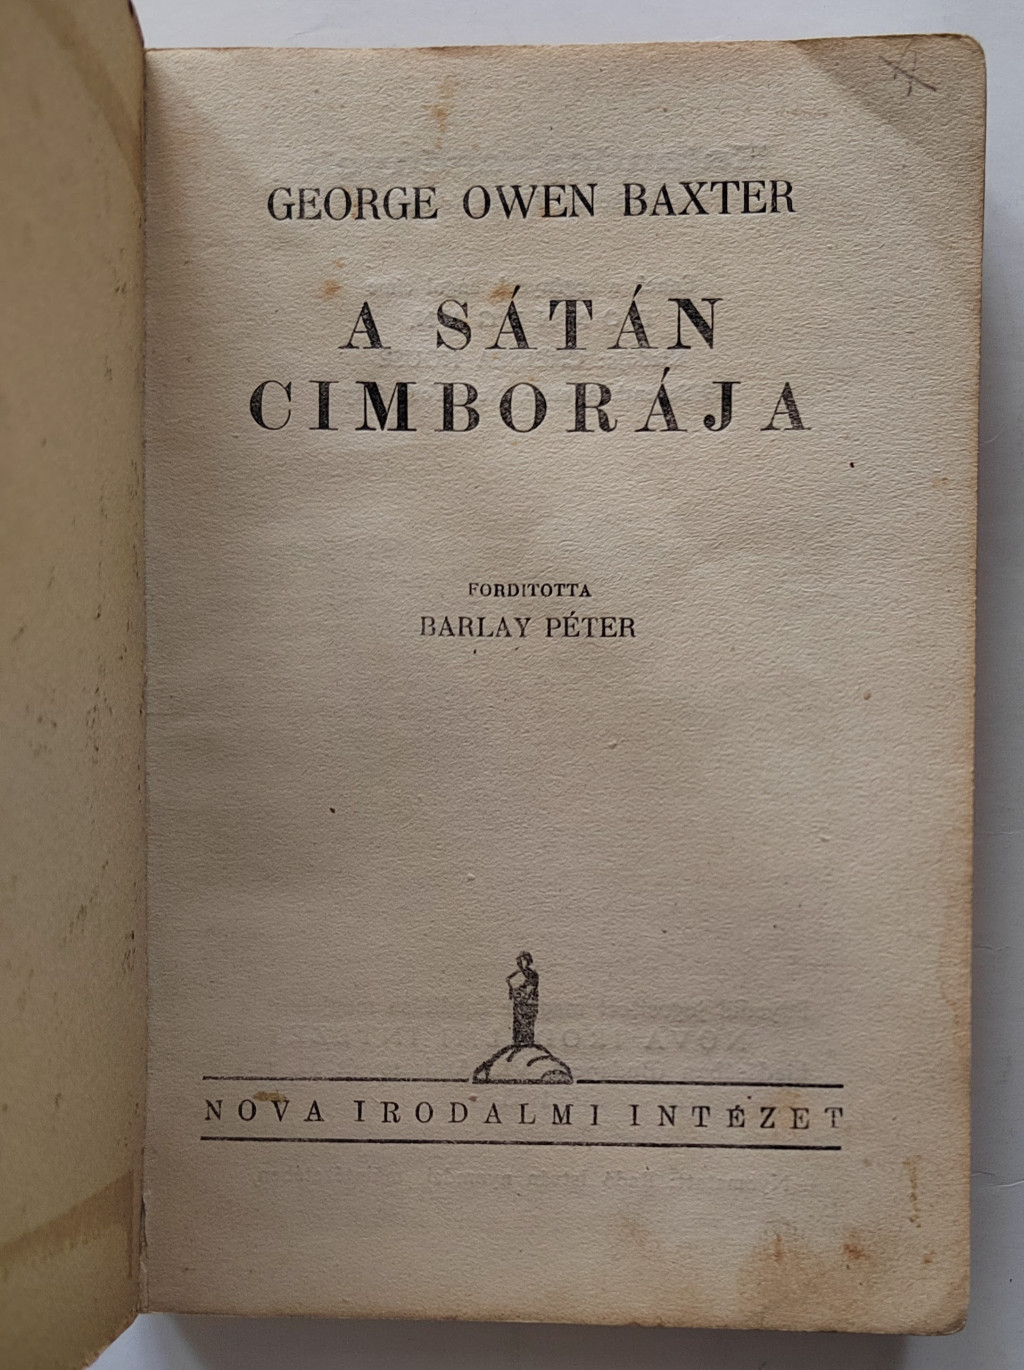 GEORGE OWEN BAXTER
A SÁTÁN
CIMBORÁJA
FORDITOTTA
BARLAY PÉTER
NOVA IRODALMI INTÉZET